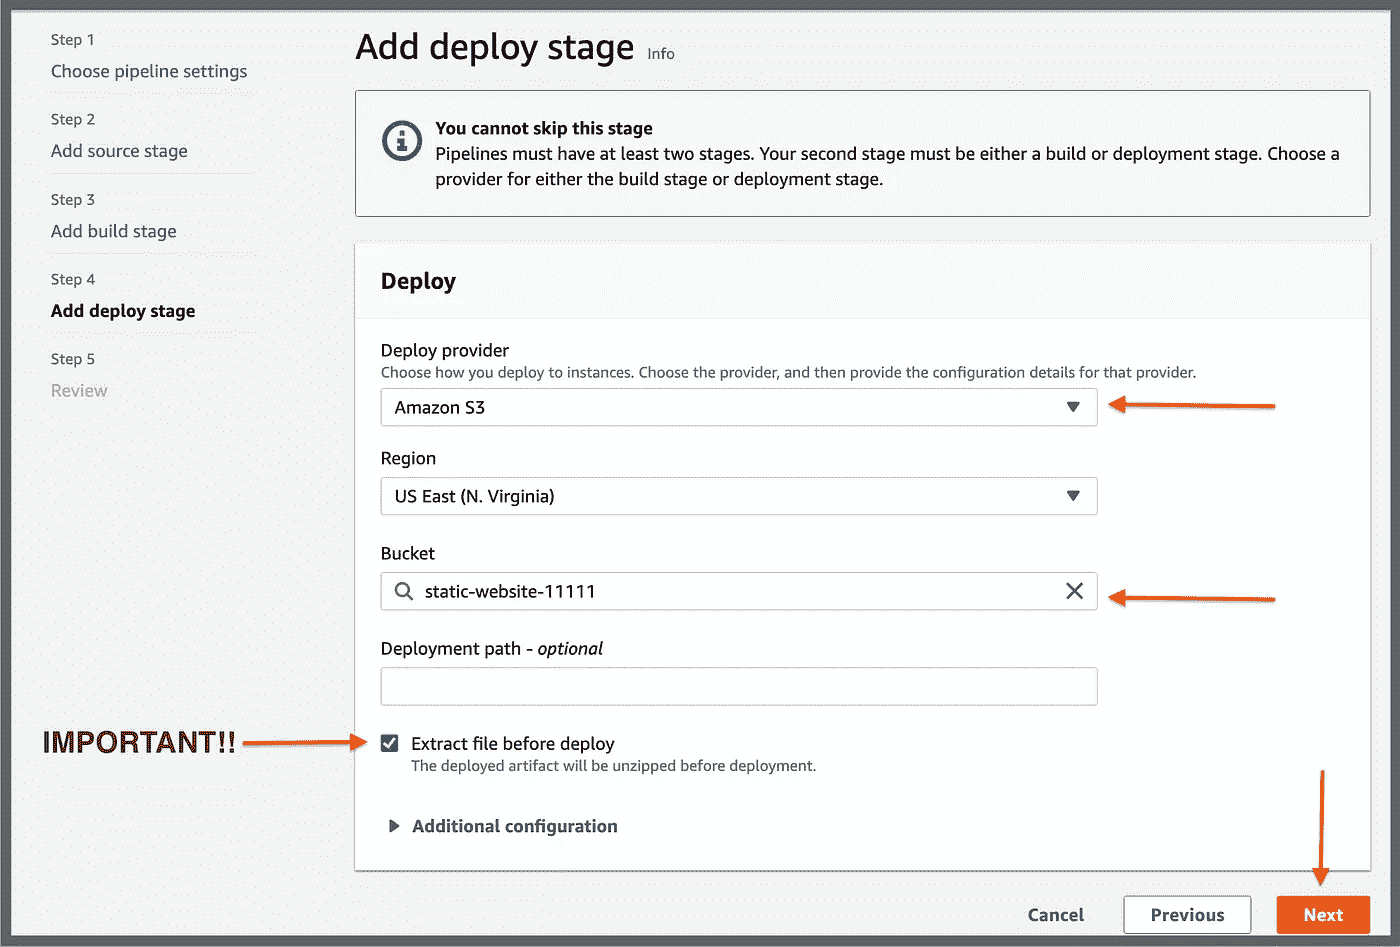 Step 1
Choose pipeline settings
Step 2
Add source stage
Step 3
Add build stage
Step 4
Add deploy stage
Step 5
Review
Add deploy stage Info
You cannot skip this stage
Pipelines must have at least two stages. Your second stage must be either a build or deployment stage. Choose a
provider for either the build stage or deployment stage.
Deploy
Deploy provider
Choose how you deploy to instances. Choose the provider, and then provide the configuration details for that provider.
Amazon S3
Region
US East (N. Virginia)
Bucket
static-website-11111
Deployment path - optional
IMPORTANT!!
Extract file before deploy
The deployed artifact will be unzipped before deployment.
Additional configuration
Cancel
Previous
Next